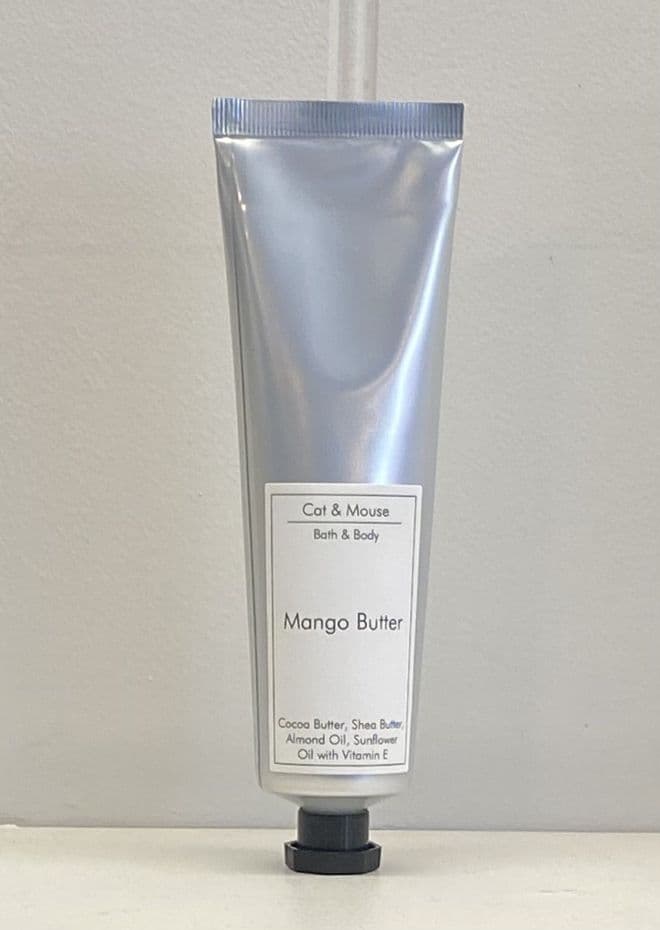 Cat & Mouse
Bath & Body
Mango Butter
Cocoa Butter, Shea Butter,
Almond Oil, Sunflower
Oil with Vitamin E